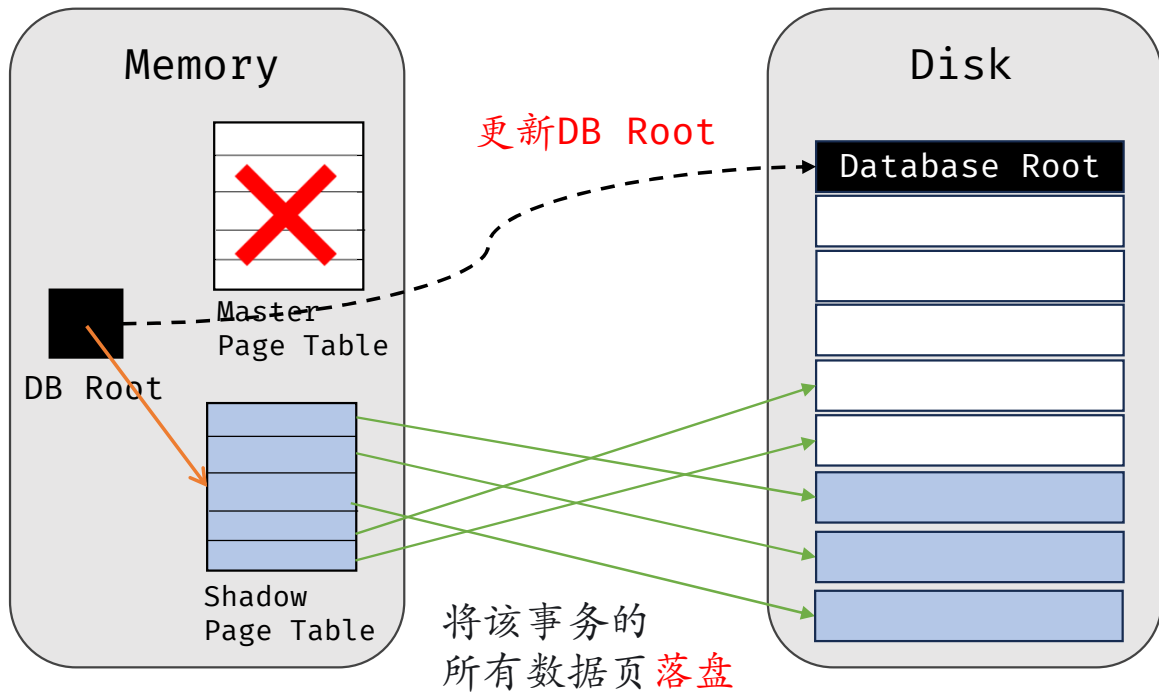 Memory
Disk
更新DB Root
Database Root
Master
Page Table
DB Root
Shadow
Page Table
将该事务的
所有数据页落盘